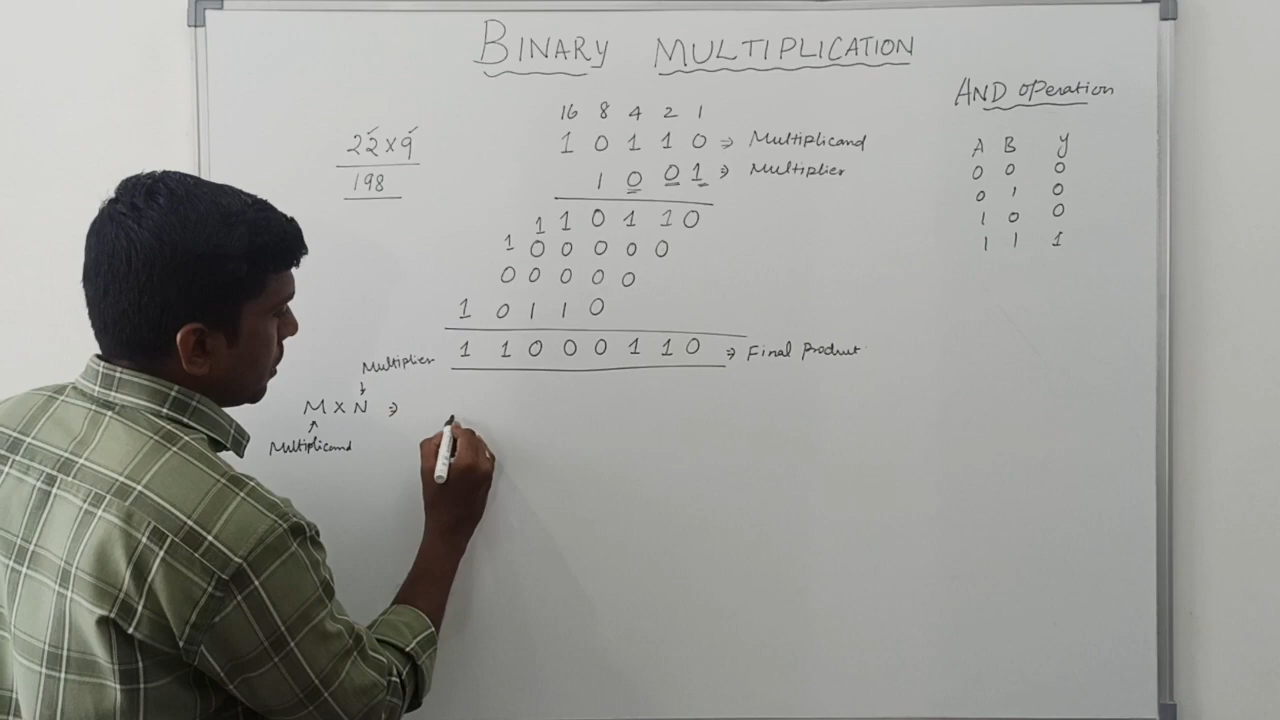 BINARY MULTIPLICATION
AND operation
A B Y
0 0 0
0 1 0
1 0 0
1 1 1
22 x 9
198
16 8 4 2 1
1 0 1 1 0 ⇒ Multiplicand
1 0 0 1 ⇒ Multiplier
1 1 0 1 1 0
1 0 0 0 0 0
0 0 0 0 0
1 0 1 1 0
1 1 0 0 0 1 1 0 ⇒ Final Product
Multiplier
↓
M x N ⇒
↑
Multiplicand